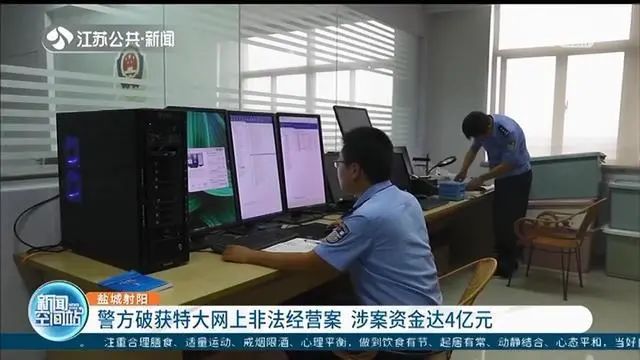 江苏公共·新闻
新闻
空间站
盐城射阳
警方破获特大网上非法经营案 涉案资金达4亿元
注重合理膳食、适量运动、戒烟限酒、心理平衡，做到饮食有节、起居有常、动静结合、心态平和，当好